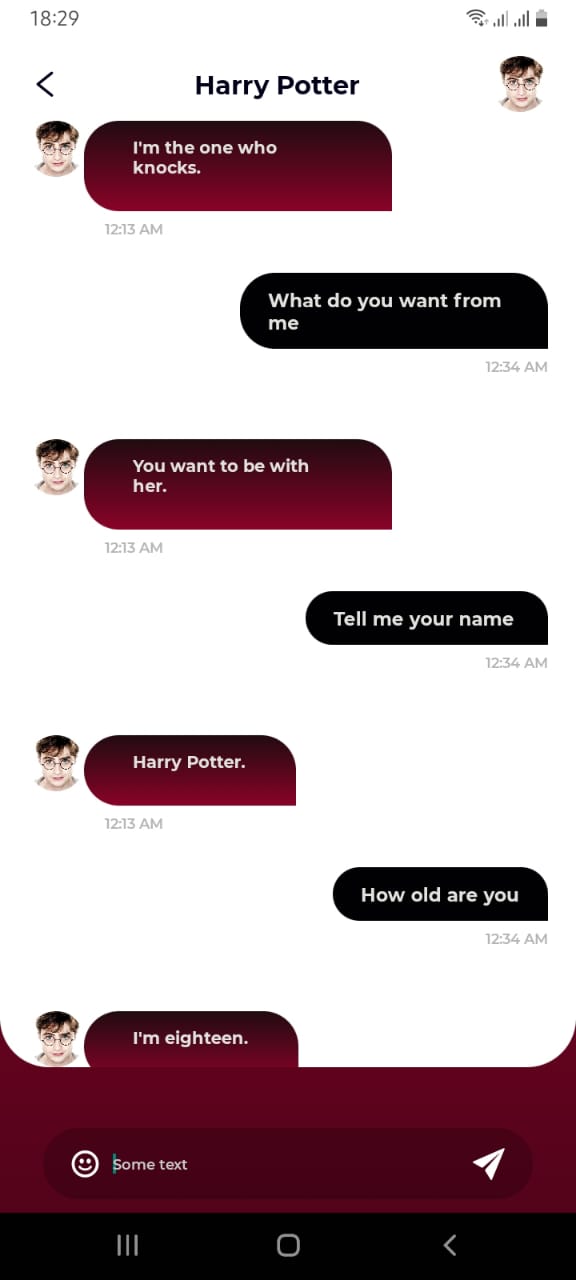 18:29
Harry Potter
I'm the one who
knocks.
12:13 AM
What do you want from
me
12:34 AM
You want to be with
her.
12:13 AM
Tell me your name
12:34 AM
Harry Potter.
12:13 AM
How old are you
12:34 AM
I'm eighteen.
Some text